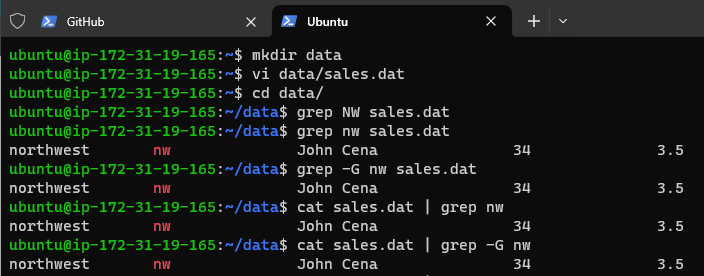 GitHub Ubuntu
ubuntu@ip-172-31-19-165:~$ mkdir data
ubuntu@ip-172-31-19-165:~$ vi data/sales.dat
ubuntu@ip-172-31-19-165:~$ cd data/
ubuntu@ip-172-31-19-165:~/data$ grep NW sales.dat
ubuntu@ip-172-31-19-165:~/data$ grep nw sales.dat
northwest nw John Cena 34 3.5
ubuntu@ip-172-31-19-165:~/data$ grep -G nw sales.dat
northwest nw John Cena 34 3.5
ubuntu@ip-172-31-19-165:~/data$ cat sales.dat | grep nw
northwest nw John Cena 34 3.5
ubuntu@ip-172-31-19-165:~/data$ cat sales.dat | grep -G nw
northwest nw John Cena 34 3.5